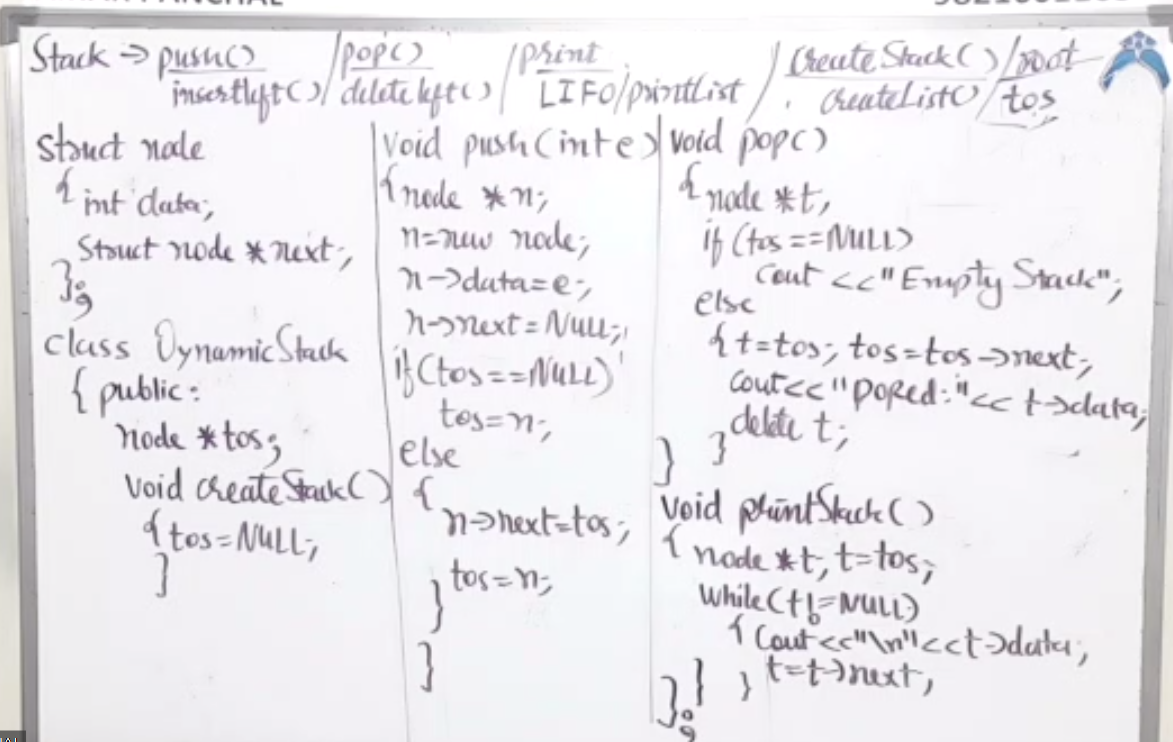 Stack → push() / pop() / print / createStack() / root
insertleft() / deleteleft() / LIFO/printList / createList() / tos
struct node
{ int data;
struct node *next;
};
class DynamicStack
{ public:
node *tos;
void createStack()
{ tos=NULL;
}
void push(int e)
{ node *n;
n=new node;
n->data=e;
n->next=NULL;
if(tos==NULL)
tos=n;
else
{
n->next=tos;
tos=n;
}
}
void pop()
{ node *t;
if(tos==NULL)
cout<<"Empty Stack";
else
{ t=tos; tos=tos->next;
cout<<"Poped:"<<t->data;
delete t;
} }
void printStack()
{ node *t; t=tos;
while(t!=NULL)
{ cout<<"\n"<<t->data;
t=t->next;
} }
};